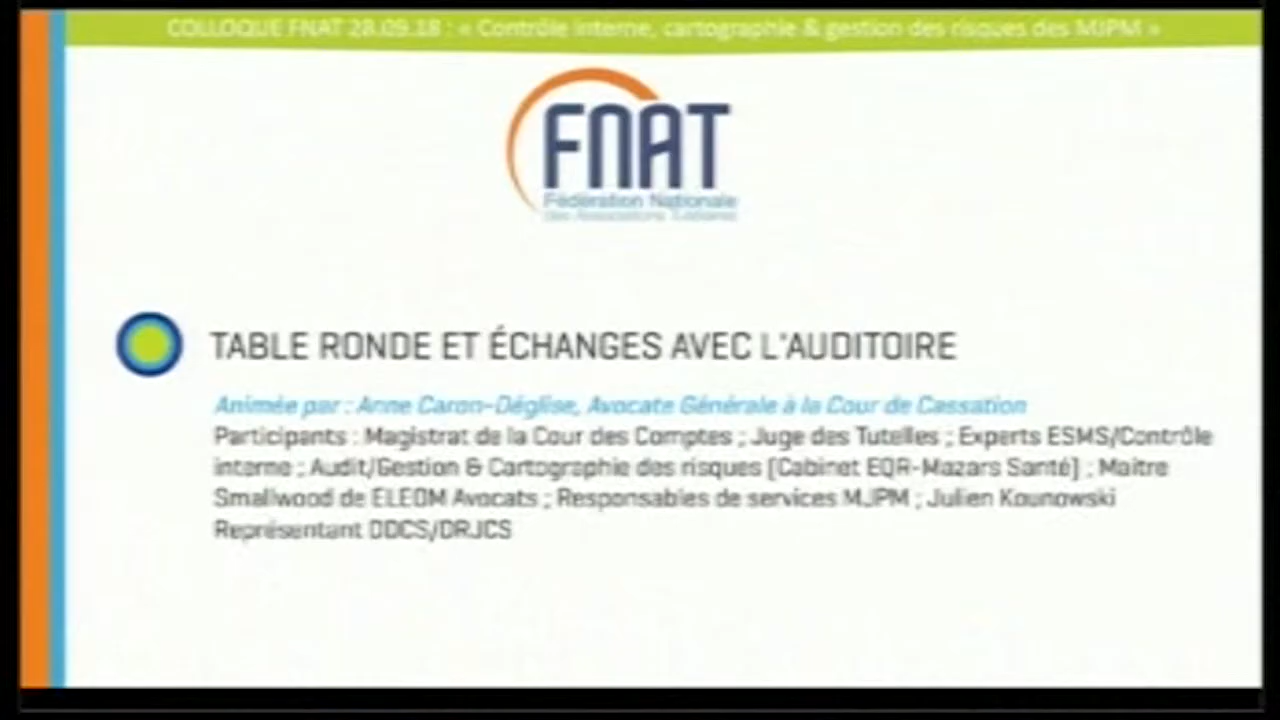 COLLOQUE FNAT 28.09.18 : « Contrôle interne, cartographie & gestion des risques des MJPM »
FNAT
Fédération Nationale
des Associations Tutélaires
TABLE RONDE ET ÉCHANGES AVEC L'AUDITOIRE
Animée par : Anne Caron-Déglise, Avocate Générale à la Cour de Cassation
Participants : Magistrat de la Cour des Comptes ; Juge des Tutelles ; Experts ESMS/Contrôle
interne ; Audit/Gestion & Cartographie des risques [Cabinet EQR-Mazars Santé] ; Maître
Smallwood de ELEOM Avocats ; Responsables de services MJPM ; Julien Kounowski
Représentant DDCS/DRJCS